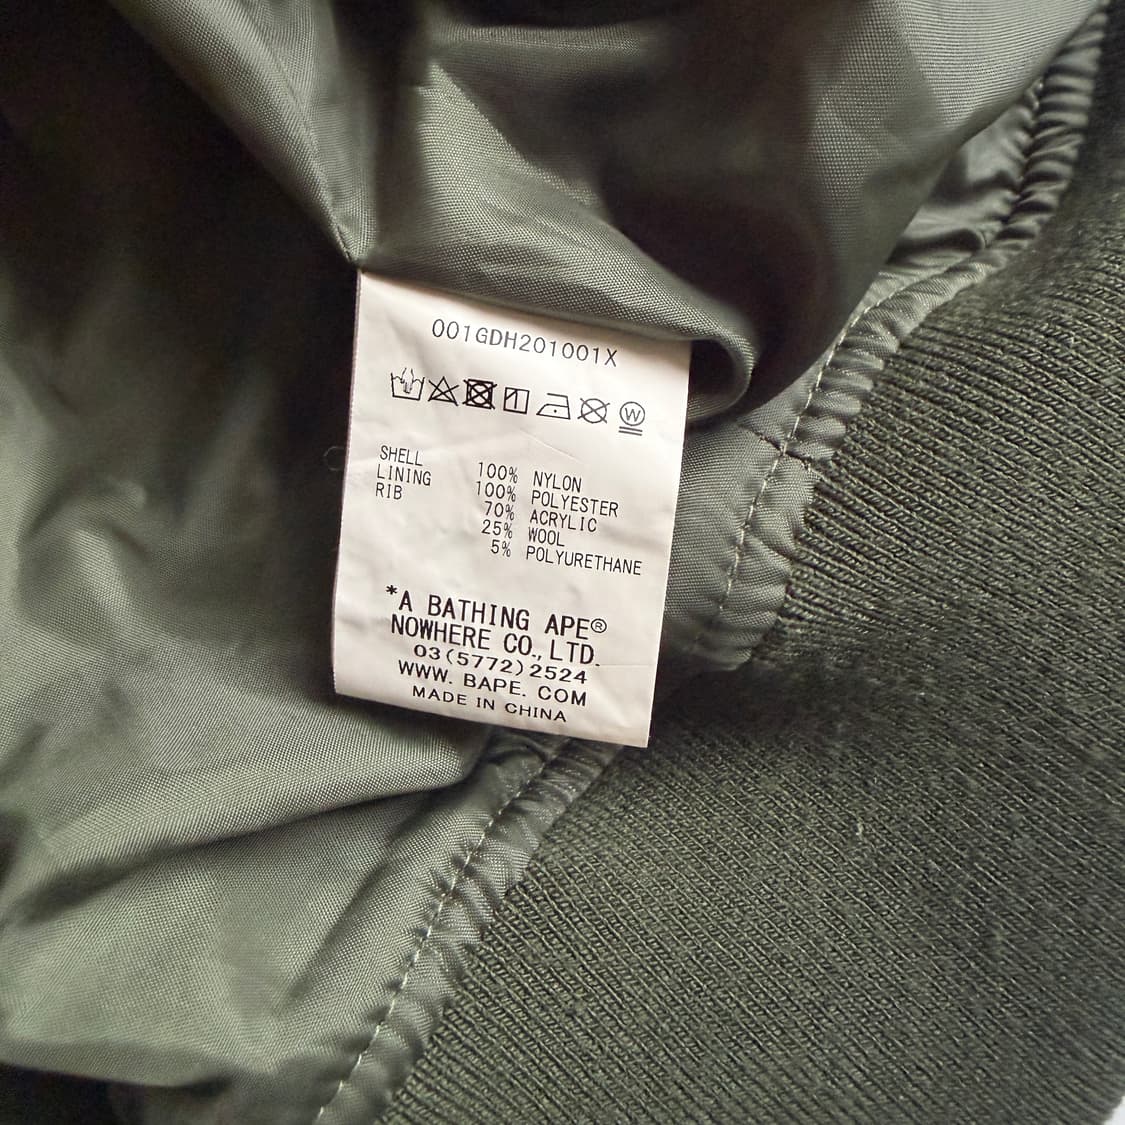 001GDH201001X
SHELL 100% NYLON
LINING 100% POLYESTER
RIB 70% ACRYLIC
25% WOOL
5% POLYURETHANE
*A BATHING APE®
NOWHERE CO.,LTD.
03(5772)2524
WWW. BAPE. COM
MADE IN CHINA